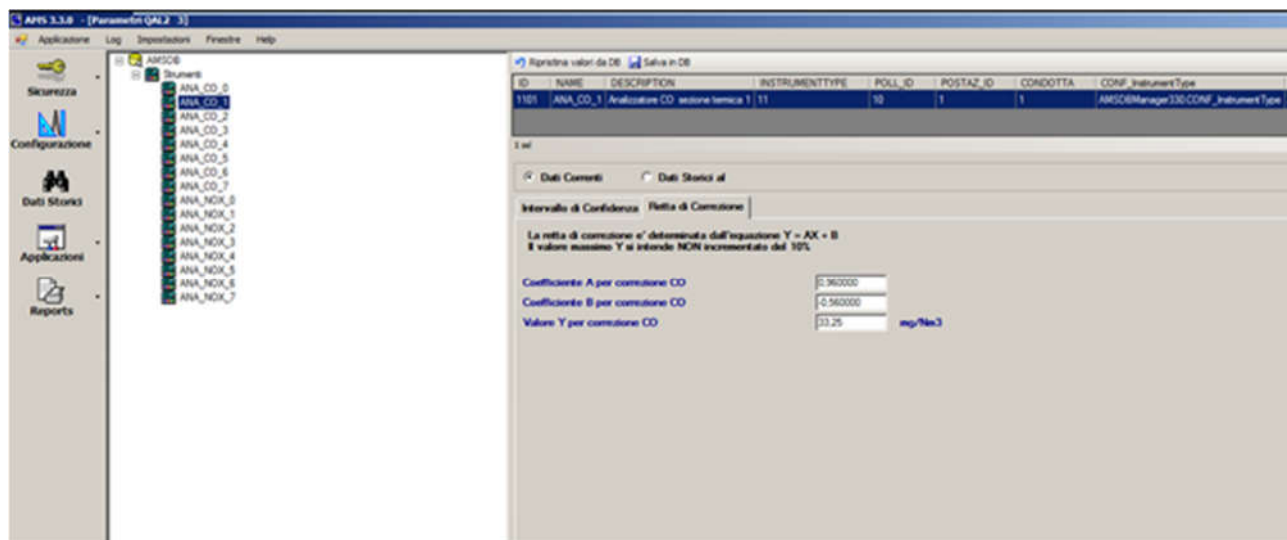 AMS 3.3.0 - [Parametri QAL2 3]
Applicazione Log Impostazioni Finestre Help
Sicurezza
Configurazione
Dati Storici
Applicazioni
Reports
AMSDB
Strumenti
ANA_CO_0
ANA_CO_1
ANA_CO_2
ANA_CO_3
ANA_CO_4
ANA_CO_5
ANA_CO_6
ANA_CO_7
ANA_NOX_0
ANA_NOX_1
ANA_NOX_2
ANA_NOX_3
ANA_NOX_4
ANA_NOX_5
ANA_NOX_6
ANA_NOX_7
Ripristina valori da DB Salva in DB
ID NAME DESCRIPTION INSTRUMENTTYPE POLL_ID POSTAZ_ID CONDOTTA CONF_InstrumentType
1101 ANA_CO_1 Analizzatore CO sezione termica 1 11 10 1 1 AMSDBManager330.CONF_InstrumentType
1 sel
Dati Correnti Dati Storici al
Intervallo di Confidenza Retta di Correzione
La retta di correzione e' determinata dall'equazione Y = AX + B
Il valore massimo Y si intende NON incrementato del 10%
Coefficiente A per correzione CO 0,960000
Coefficiente B per correzione CO -0,560000
Valore Y per correzione CO 33,25 mg/Nm3